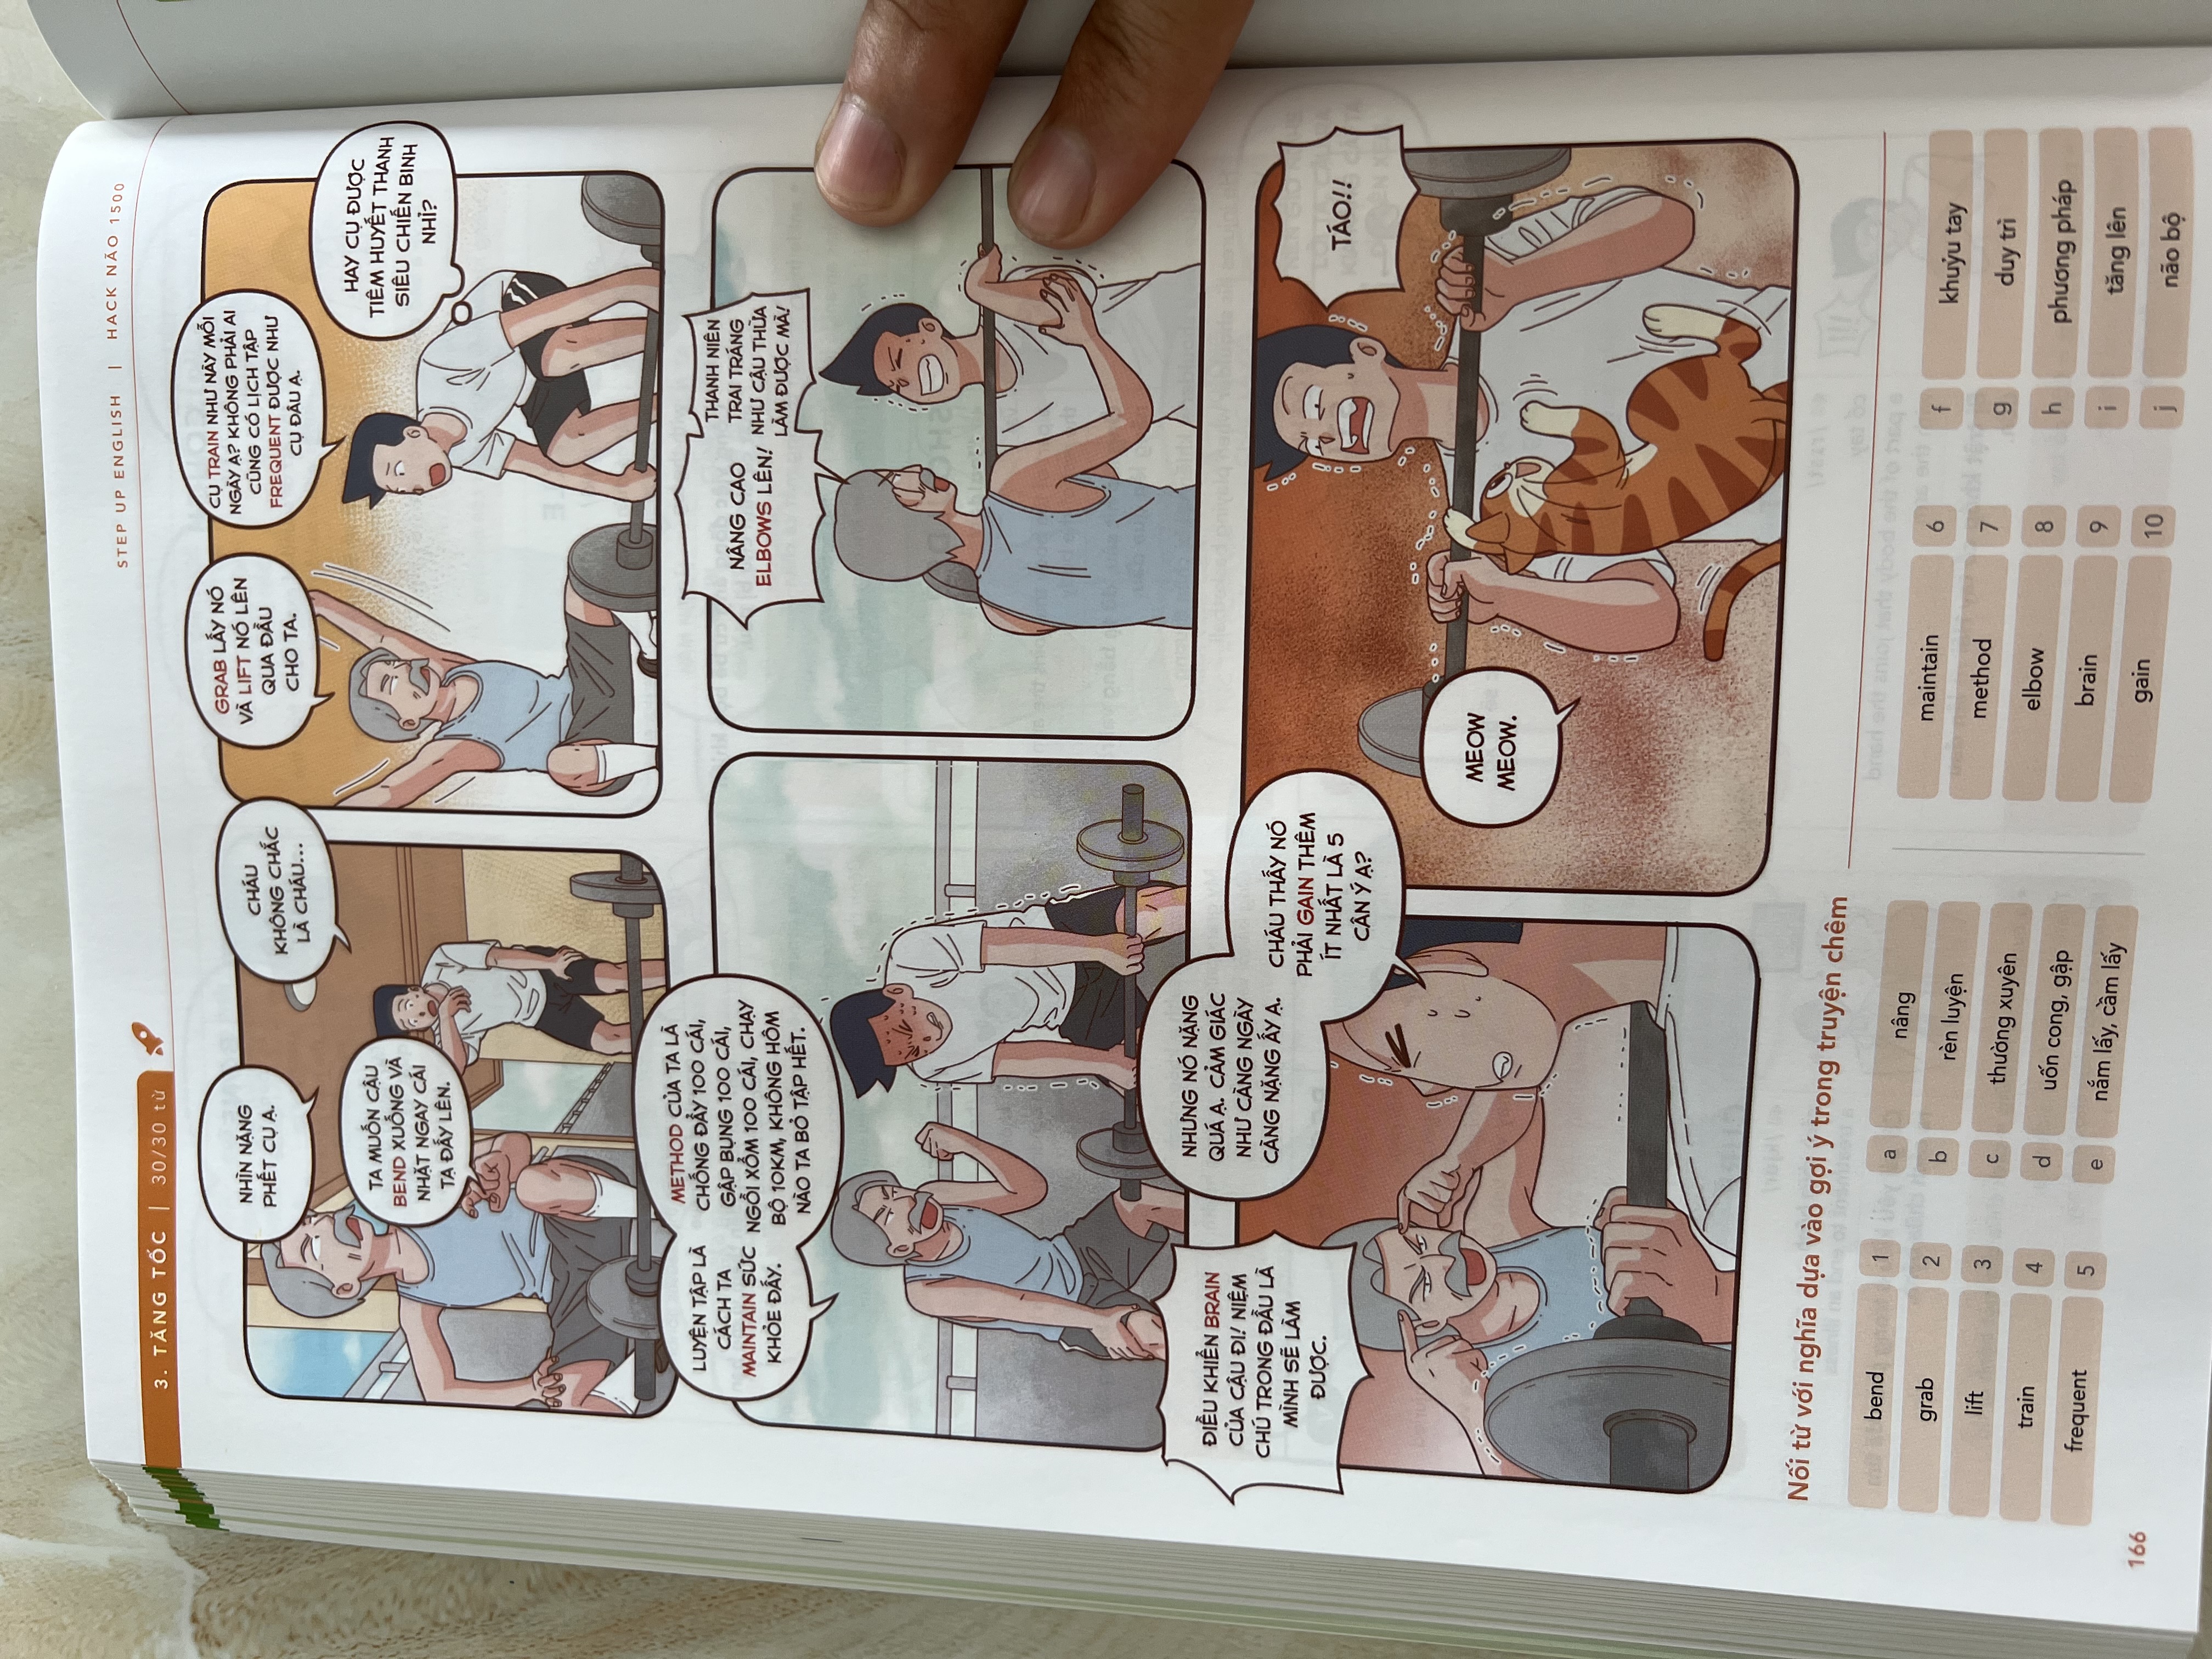 STEP UP ENGLISH | HACK NÃO 1500
3. TĂNG TỐC | 30/30 từ
NHÌN NẶNG
PHẾT CỤ Ạ.
CHÁU
KHÔNG CHẮC
LÀ CHÁU...
TA MUỐN CẬU
BEND XUỐNG VÀ
NHẶT NGAY CÁI
TẠ ĐẤY LÊN.
GRAB LẤY NÓ
VÀ LIFT NÓ LÊN
QUA ĐẦU
CHO TA.
CỤ TRAIN NHƯ NÀY MỖI
NGÀY Ạ? KHÔNG PHẢI AI
CŨNG CÓ LỊCH TẬP
FREQUENT ĐƯỢC NHƯ
CỤ ĐÂU Ạ.
HAY CỤ ĐƯỢC
TIÊM HUYẾT THANH
SIÊU CHIẾN BINH
NHỈ?
LUYỆN TẬP LÀ
CÁCH TA
MAINTAIN SỨC
KHỎE ĐẤY.
METHOD CỦA TA LÀ
CHỐNG ĐẨY 100 CÁI,
GẬP BỤNG 100 CÁI,
NGỒI XỔM 100 CÁI, CHẠY
BỘ 10KM, KHÔNG HÔM
NÀO TA BỎ TẬP HẾT.
NÂNG CAO
ELBOWS LÊN!
THANH NIÊN
TRAI TRÁNG
NHƯ CẬU THỪA
LÀM ĐƯỢC MÀ!
ĐIỀU KHIỂN BRAIN
CỦA CẬU ĐI! NIỆM
CHÚ TRONG ĐẦU LÀ
MÌNH SẼ LÀM
ĐƯỢC.
NHƯNG NÓ NẶNG
QUÁ Ạ. CẢM GIÁC
NHƯ CÀNG NGÀY
CÀNG NẶNG ẤY Ạ.
CHÁU THẤY NÓ
PHẢI GAIN THÊM
ÍT NHẤT LÀ 5
CÂN Ý Ạ?
TÁO!!
MEOW
MEOW.
Nối từ với nghĩa dựa vào gợi ý trong truyện chêm
bend 1 a nâng
grab 2 b rèn luyện
lift 3 c thường xuyên
train 4 d uốn cong, gập
frequent 5 e nắm lấy, cầm lấy
maintain 6 f khuỷu tay
method 7 g duy trì
elbow 8 h phương pháp
brain 9 i tăng lên
gain 10 j não bộ
166